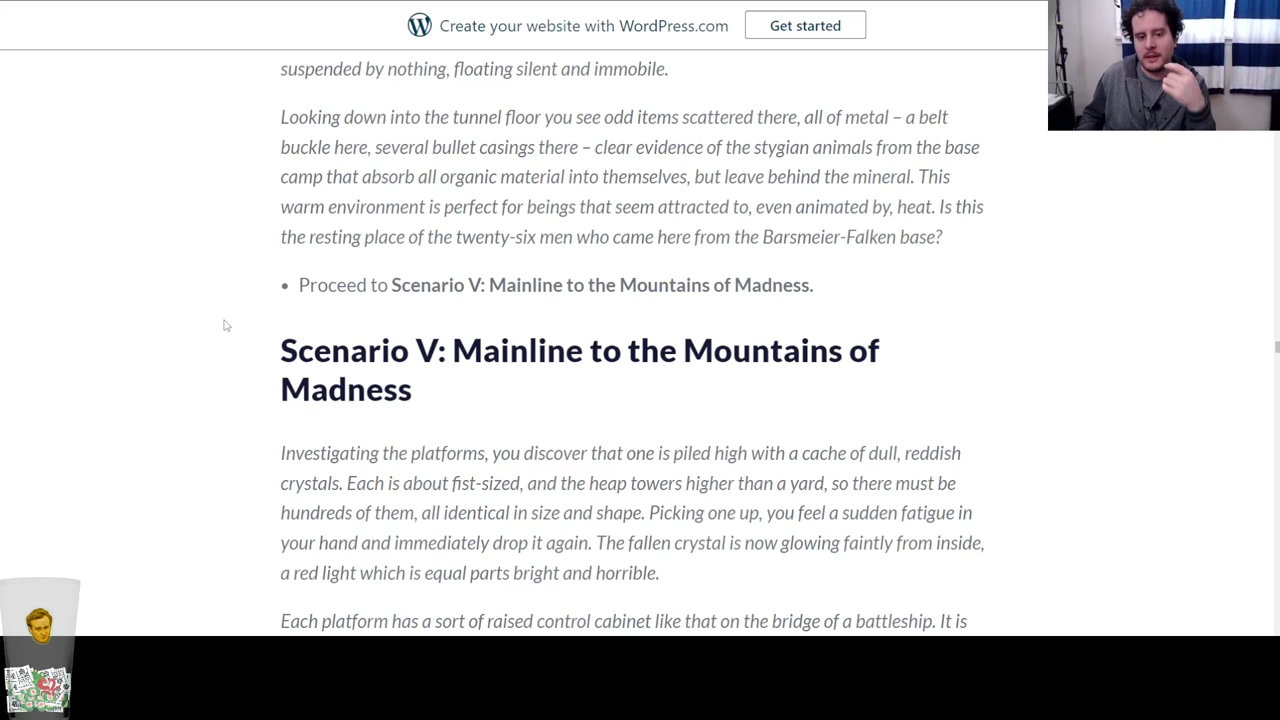 Create your website with WordPress.com
Get started
suspended by nothing, floating silent and immobile.
Looking down into the tunnel floor you see odd items scattered there, all of metal – a belt
buckle here, several bullet casings there – clear evidence of the stygian animals from the base
camp that absorb all organic material into themselves, but leave behind the mineral. This
warm environment is perfect for beings that seem attracted to, even animated by, heat. Is this
the resting place of the twenty-six men who came here from the Barsmeier-Falken base?
• Proceed to Scenario V: Mainline to the Mountains of Madness.
Scenario V: Mainline to the Mountains of
Madness
Investigating the platforms, you discover that one is piled high with a cache of dull, reddish
crystals. Each is about fist-sized, and the heap towers higher than a yard, so there must be
hundreds of them, all identical in size and shape. Picking one up, you feel a sudden fatigue in
your hand and immediately drop it again. The fallen crystal is now glowing faintly from inside,
a red light which is equal parts bright and horrible.
Each platform has a sort of raised control cabinet like that on the bridge of a battleship. It is